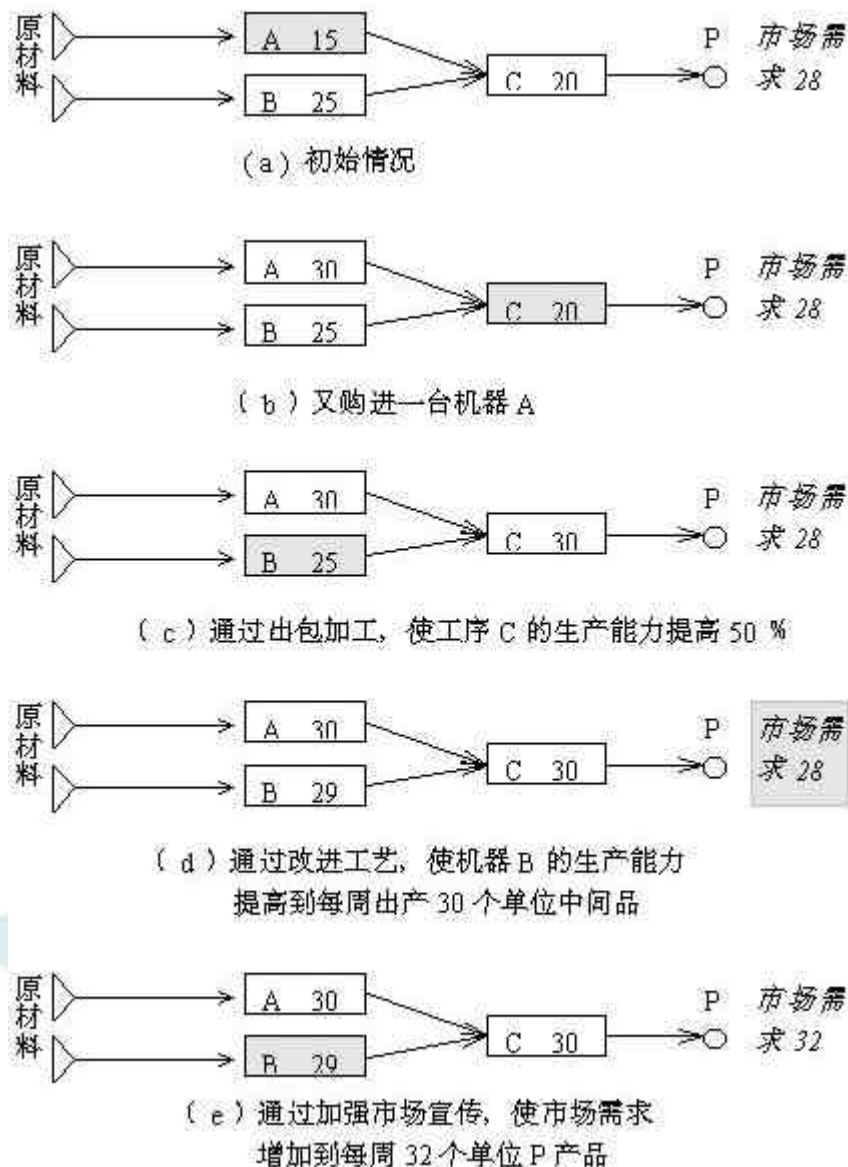 原材料
A 15
B 25
C 20
P 市场需
求 28
(a) 初始情况
原材料
A 30
B 25
C 20
P 市场需
求 28
(b) 又购进一台机器 A
原材料
A 30
B 25
C 30
P 市场需
求 28
(c) 通过出包加工, 使工序 C 的生产能力提高 50 %
原材料
A 30
B 29
C 30
P 市场需
求 28
(d) 通过改进工艺, 使机器 B 的生产能力
提高到每周出产 30 个单位中间品
原材料
A 30
B 29
C 30
P 市场需
求 32
(e) 通过加强市场宣传, 使市场需求
增加到每周 32 个单位 P 产品